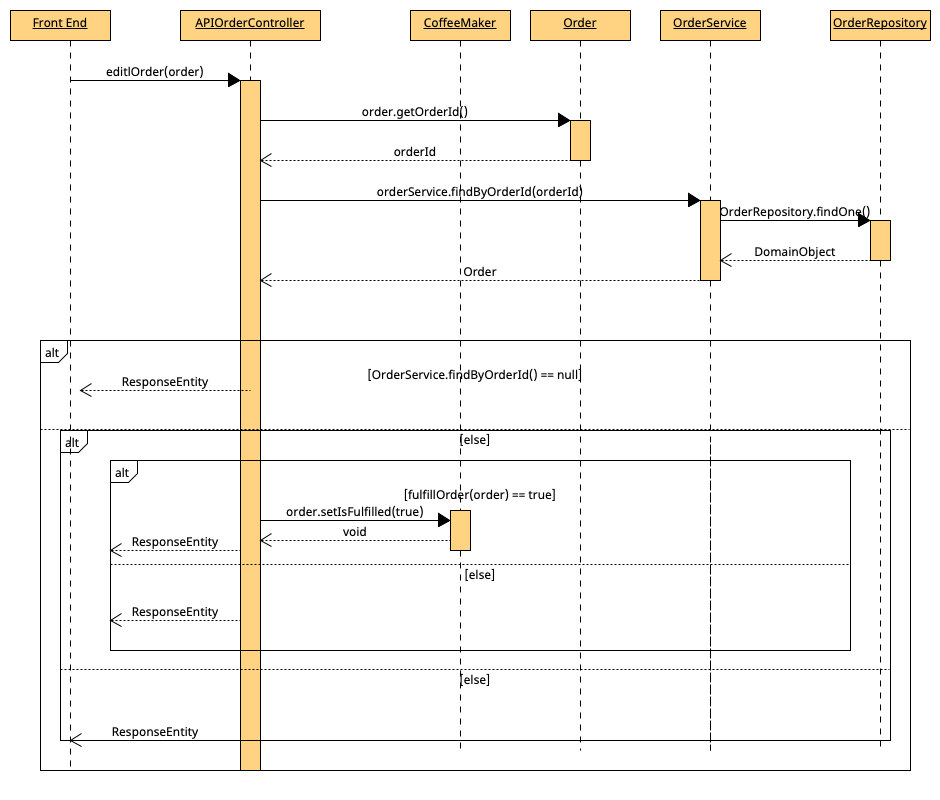 Front End
APIOrderController
CoffeeMaker
Order
OrderService
OrderRepository
editlOrder(order)
order.getOrderId()
orderId
orderService.findByOrderId(orderId)
OrderRepository.findOne()
DomainObject
Order
alt
[OrderService.findByOrderId() == null]
ResponseEntity
[else]
alt
alt
[fulfillOrder(order) == true]
order.setIsFulfilled(true)
void
ResponseEntity
[else]
ResponseEntity
[else]
ResponseEntity